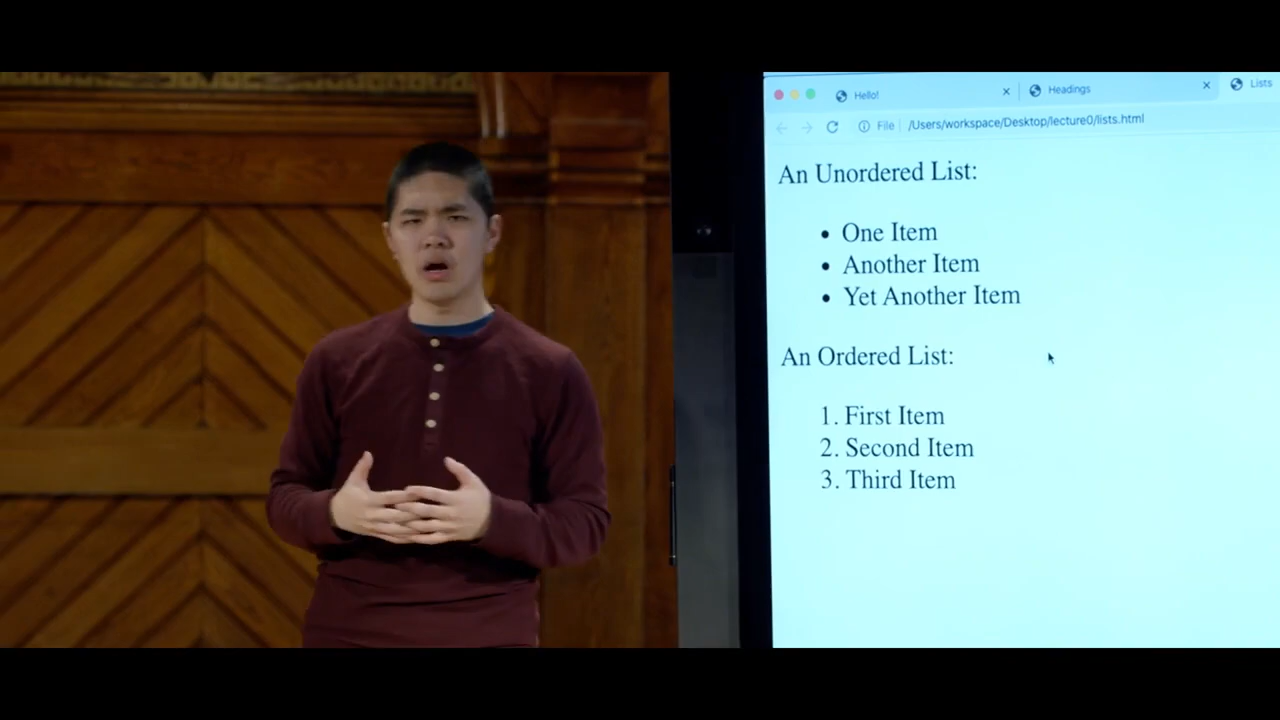 Hello!
Headings
Lists
File
/Users/workspace/Desktop/lecture0/lists.html
An Unordered List:
• One Item
• Another Item
• Yet Another Item
An Ordered List:
1. First Item
2. Second Item
3. Third Item